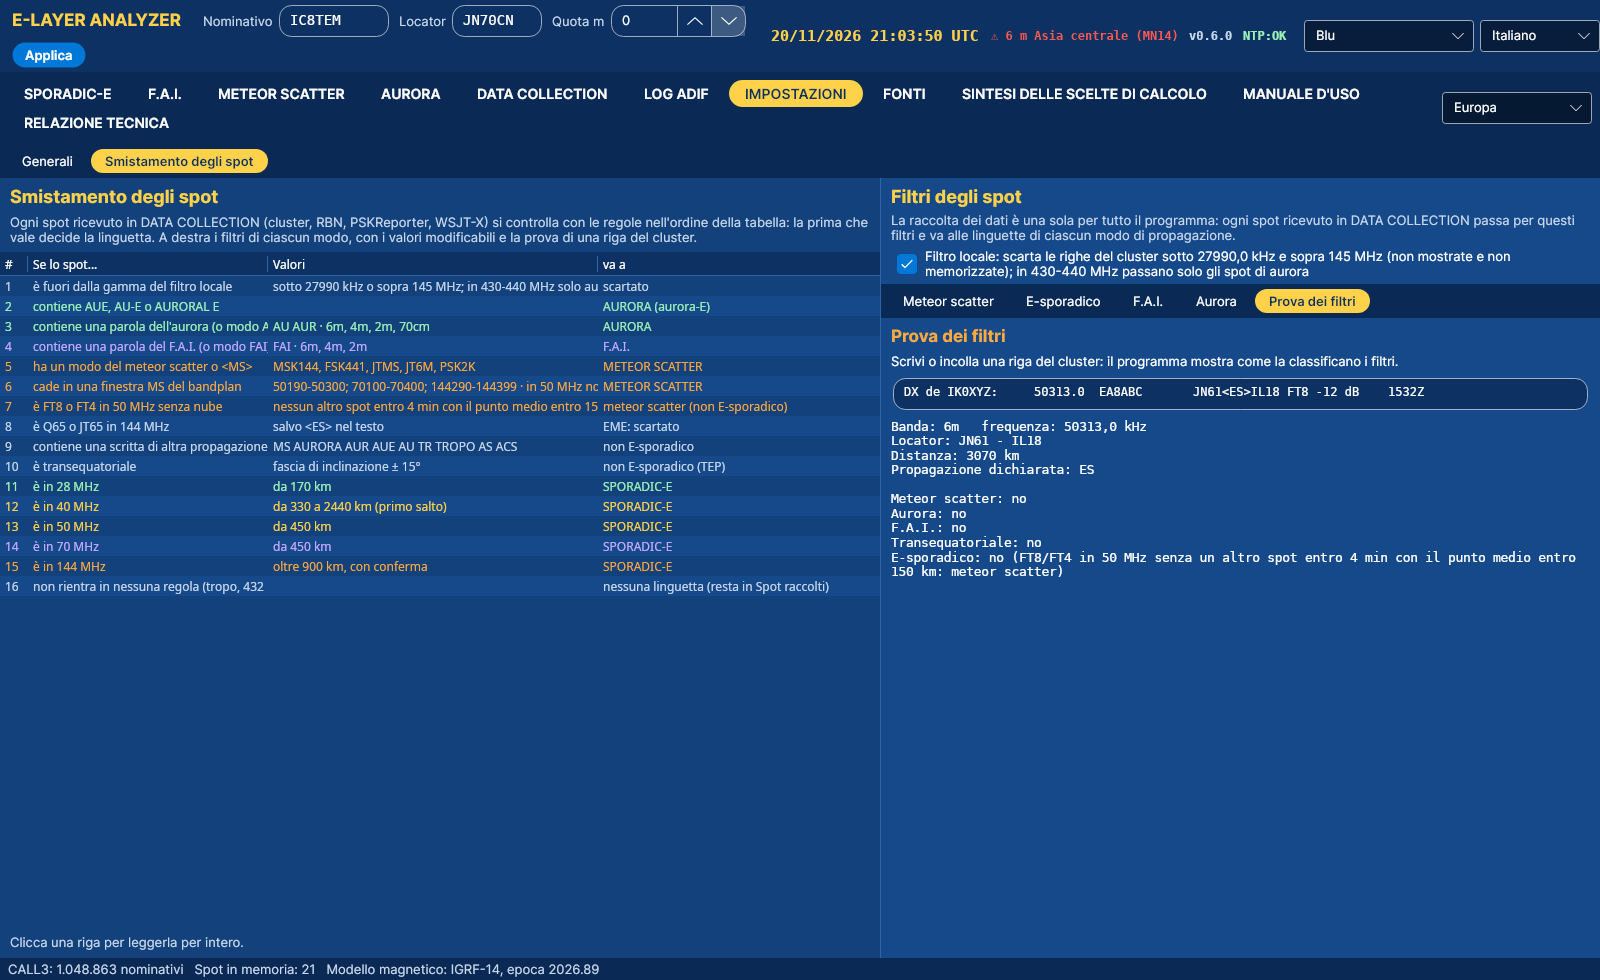 E-LAYER ANALYZER
Nominativo IC8TEM Locator JN70CN Quota m 0
20/11/2026 21:03:50 UTC ⚠ 6 m Asia centrale (MN14) v0.6.0 NTP:OK Blu Italiano
Applica
SPORADIC-E F.A.I. METEOR SCATTER AURORA DATA COLLECTION LOG ADIF IMPOSTAZIONI FONTI SINTESI DELLE SCELTE DI CALCOLO MANUALE D'USO
RELAZIONE TECNICA
Europa
Generali Smistamento degli spot
Smistamento degli spot
Ogni spot ricevuto in DATA COLLECTION (cluster, RBN, PSKReporter, WSJT-X) si controlla con le regole nell'ordine della tabella: la prima che
vale decide la linguetta. A destra i filtri di ciascun modo, con i valori modificabili e la prova di una riga del cluster.
# Se lo spot... Valori va a
1 è fuori dalla gamma del filtro locale sotto 27990 kHz o sopra 145 MHz; in 430-440 MHz solo au scartato
2 contiene AUE, AU-E o AURORAL E AURORA (aurora-E)
3 contiene una parola dell'aurora (o modo A AU AUR · 6m, 4m, 2m, 70cm AURORA
4 contiene una parola del F.A.I. (o modo FAI FAI · 6m, 4m, 2m F.A.I.
5 ha un modo del meteor scatter o <MS> MSK144, FSK441, JTMS, JT6M, PSK2K METEOR SCATTER
6 cade in una finestra MS del bandplan 50190-50300; 70100-70400; 144290-144399 · in 50 MHz no METEOR SCATTER
7 è FT8 o FT4 in 50 MHz senza nube nessun altro spot entro 4 min con il punto medio entro 15 meteor scatter (non E-sporadico)
8 è Q65 o JT65 in 144 MHz salvo <ES> nel testo EME: scartato
9 contiene una scritta di altra propagazione MS AURORA AUR AUE AU TR TROPO AS ACS non E-sporadico
10 è transequatoriale fascia di inclinazione ± 15° non E-sporadico (TEP)
11 è in 28 MHz da 170 km SPORADIC-E
12 è in 40 MHz da 330 a 2440 km (primo salto) SPORADIC-E
13 è in 50 MHz da 450 km SPORADIC-E
14 è in 70 MHz da 450 km SPORADIC-E
15 è in 144 MHz oltre 900 km, con conferma SPORADIC-E
16 non rientra in nessuna regola (tropo, 432 nessuna linguetta (resta in Spot raccolti)
Clicca una riga per leggerla per intero.
Filtri degli spot
La raccolta dei dati è una sola per tutto il programma: ogni spot ricevuto in DATA COLLECTION passa per questi
filtri e va alle linguette di ciascun modo di propagazione.
Filtro locale: scarta le righe del cluster sotto 27990,0 kHz e sopra 145 MHz (non mostrate e non
memorizzate); in 430-440 MHz passano solo gli spot di aurora
Meteor scatter E-sporadico F.A.I. Aurora Prova dei filtri
Prova dei filtri
Scrivi o incolla una riga del cluster: il programma mostra come la classificano i filtri.
DX de IK0XYZ: 50313.0 EA8ABC JN61<ES>IL18 FT8 -12 dB 1532Z
Banda: 6m frequenza: 50313,0 kHz
Locator: JN61 - IL18
Distanza: 3070 km
Propagazione dichiarata: ES
Meteor scatter: no
Aurora: no
F.A.I.: no
Transequatoriale: no
E-sporadico: no (FT8/FT4 in 50 MHz senza un altro spot entro 4 min con il punto medio entro
150 km: meteor scatter)
CALL3: 1.048.863 nominativi Spot in memoria: 21 Modello magnetico: IGRF-14, epoca 2026.89